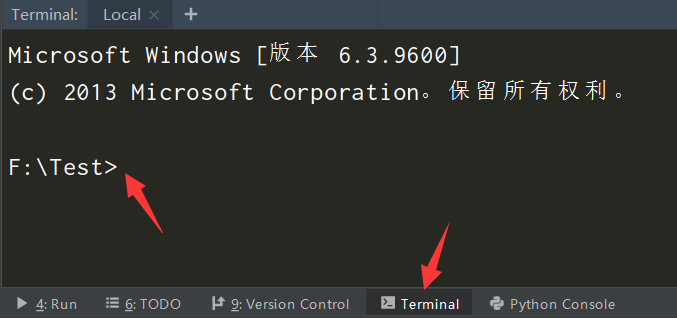 Terminal: Local × +
Microsoft Windows [版本 6.3.9600]
(c) 2013 Microsoft Corporation。保留所有权利。
F:\Test>
4: Run 6: TODO 9: Version Control Terminal Python Console